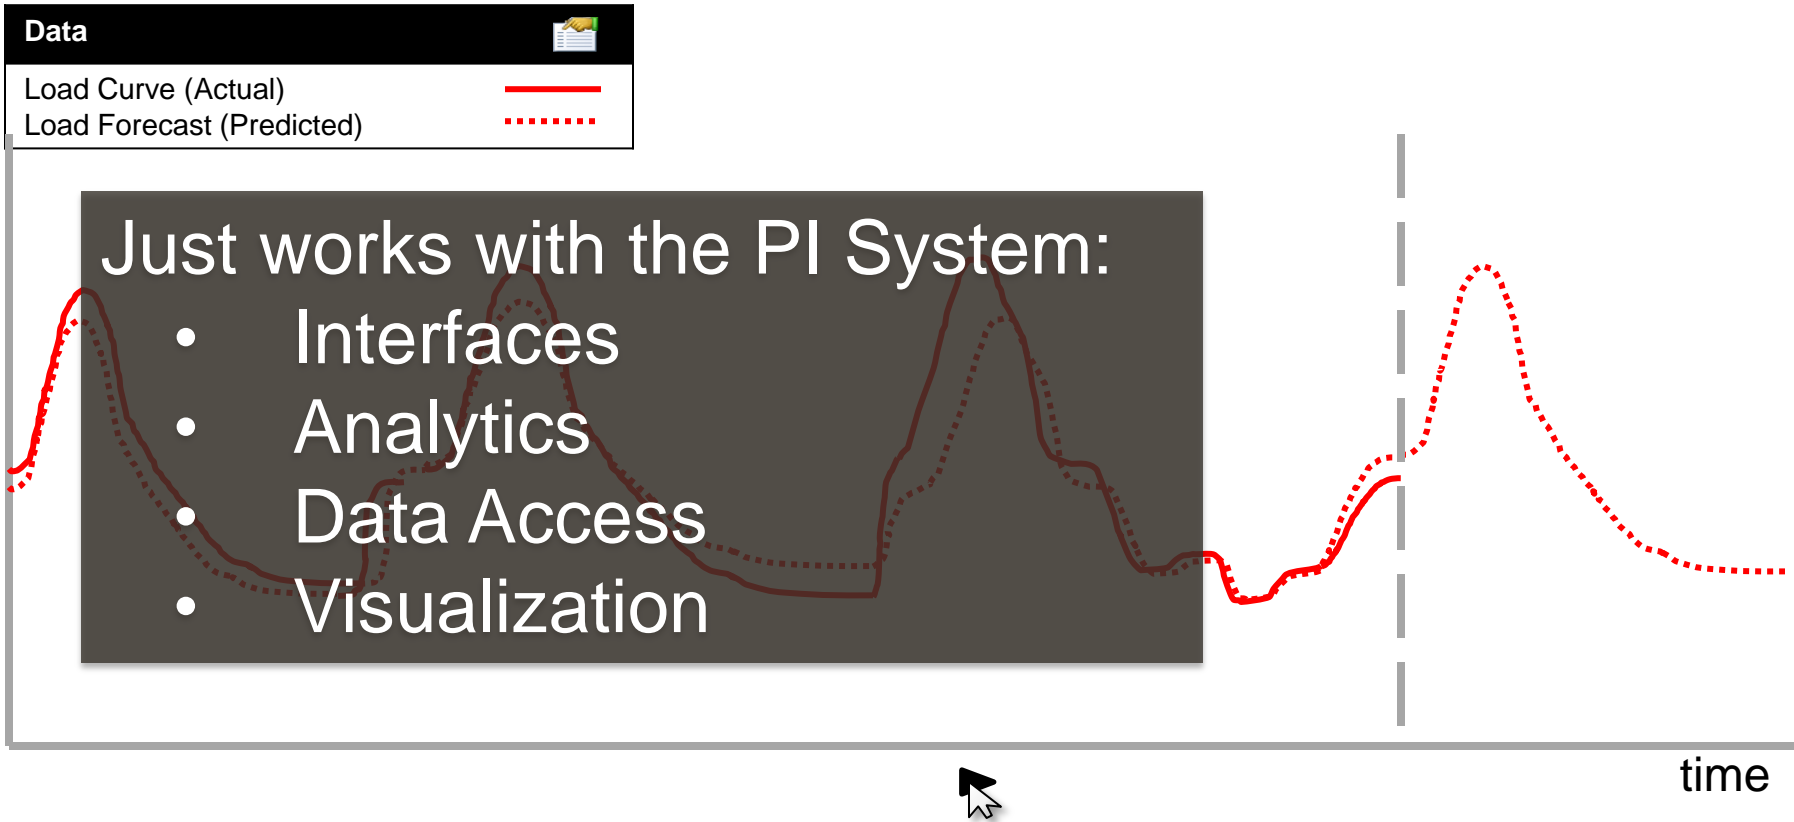 Data
Load Curve (Actual)
Load Forecast (Predicted)
Just works with the PI System:
• Interfaces
• Analytics
• Data Access
• Visualization
time